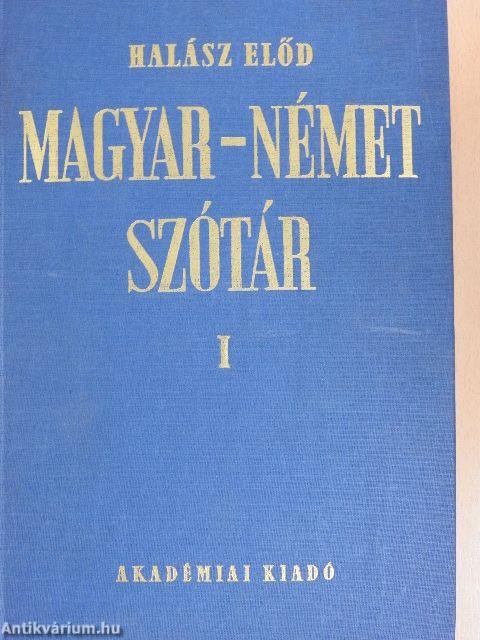 HALÁSZ ELŐD
MAGYAR-NÉMET
SZÓTÁR
I
AKADÉMIAI KIADÓ
Antikvárium.hu